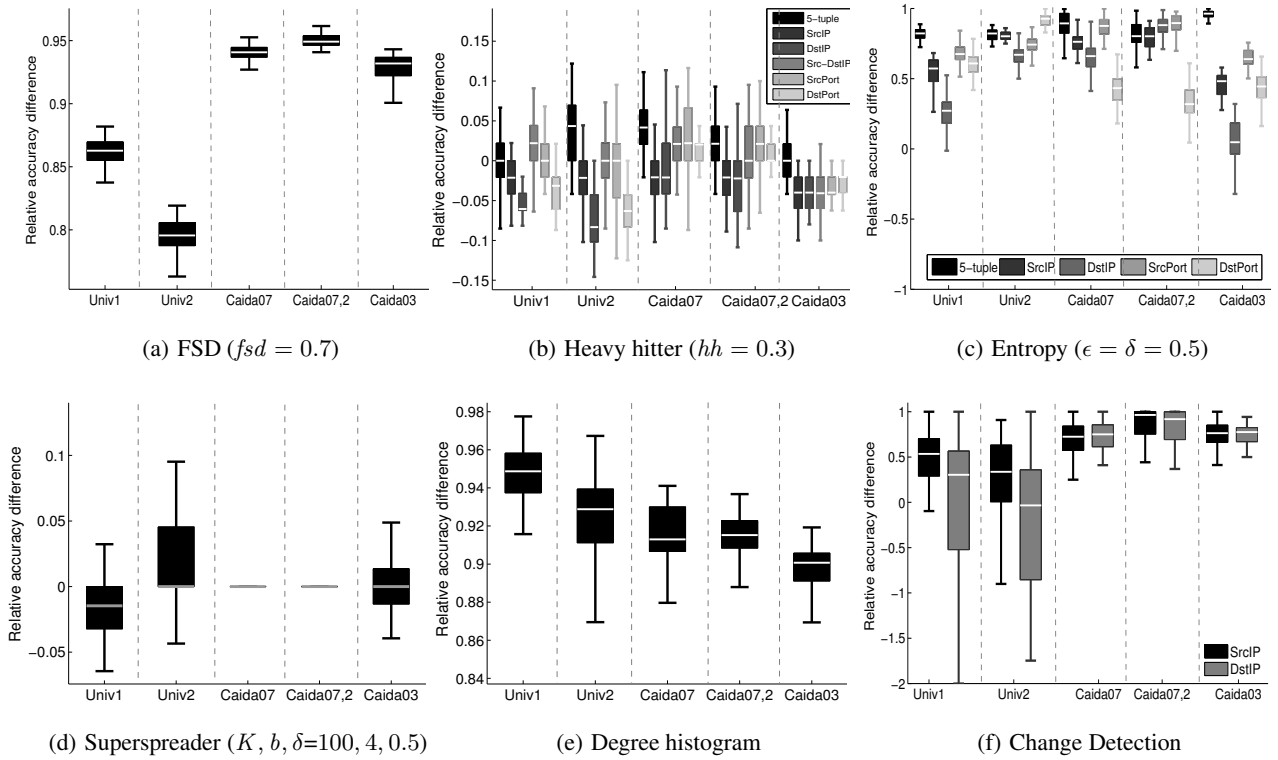 Relative accuracy difference
0.95
0.9
0.85
0.8
Univ1 Univ2 Caida07 Caida07,2 Caida03
(a) FSD (fsd = 0.7)
Relative accuracy difference
0.15
0.1
0.05
0
−0.05
−0.1
−0.15
5−tuple
SrcIP
DstIP
Src−DstIP
SrcPort
DstPort
Univ1 Univ2 Caida07 Caida07,2 Caida03
(b) Heavy hitter (hh = 0.3)
Relative accuracy difference
1
0.5
0
−0.5
−1
5−tuple SrcIP DstIP SrcPort DstPort
Univ1 Univ2 Caida07 Caida07,2 Caida03
(c) Entropy (ϵ = δ = 0.5)
Relative accuracy difference
0.1
0.05
0
−0.05
Univ1 Univ2 Caida07 Caida07,2 Caida03
(d) Superspreader (K, b, δ=100, 4, 0.5)
Relative accuracy difference
0.98
0.96
0.94
0.92
0.9
0.88
0.86
0.84
Univ1 Univ2 Caida07 Caida07,2 Caida03
(e) Degree histogram
Relative accuracy difference
1
0.5
0
−0.5
−1
−1.5
−2
SrcIP
DstIP
Univ1 Univ2 Caida07 Caida07,2 Caida03
(f) Change Detection